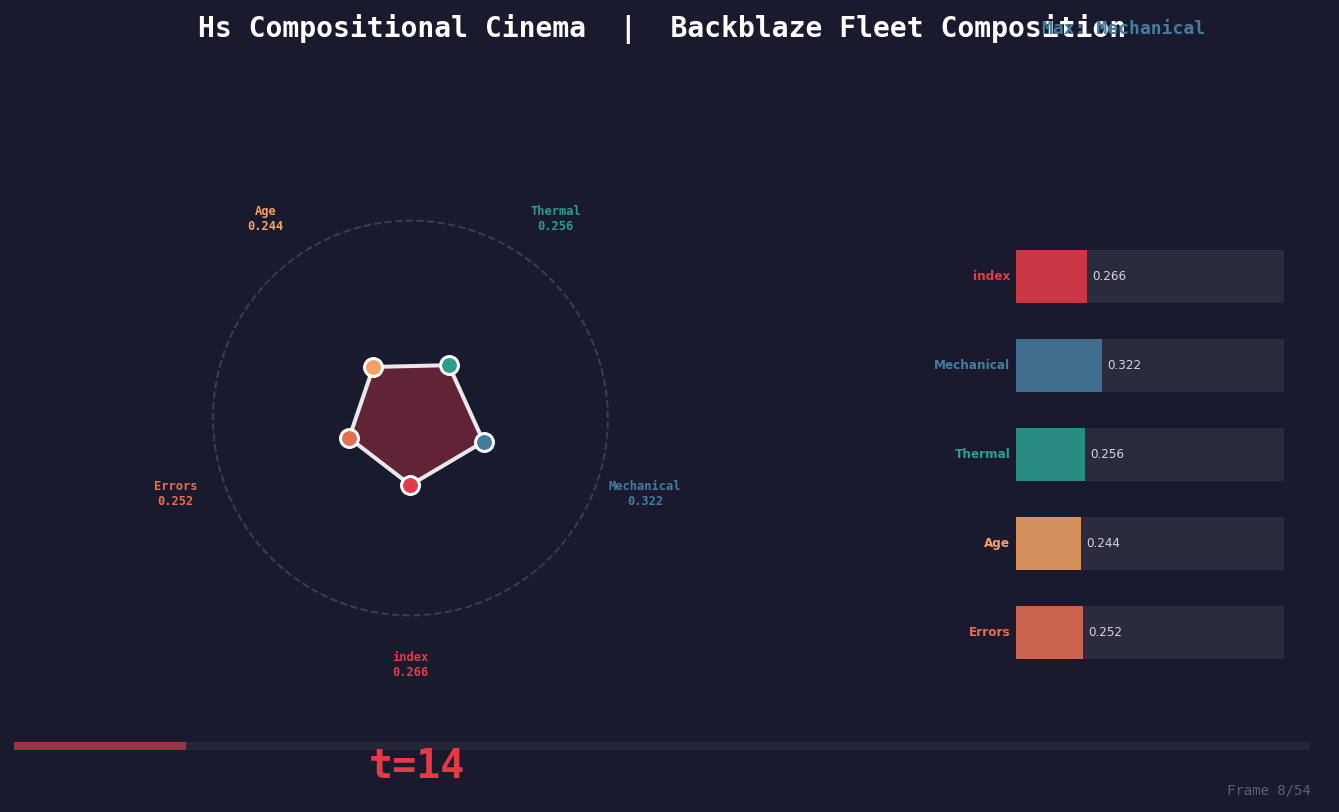 Hs Compositional Cinema | Backblaze Fleet Composition
Max: Mechanical
Age
0.244
Thermal
0.256
Errors
0.252
Mechanical
0.322
index
0.266
index 0.266
Mechanical 0.322
Thermal 0.256
Age 0.244
Errors 0.252
t=14
Frame 8/54